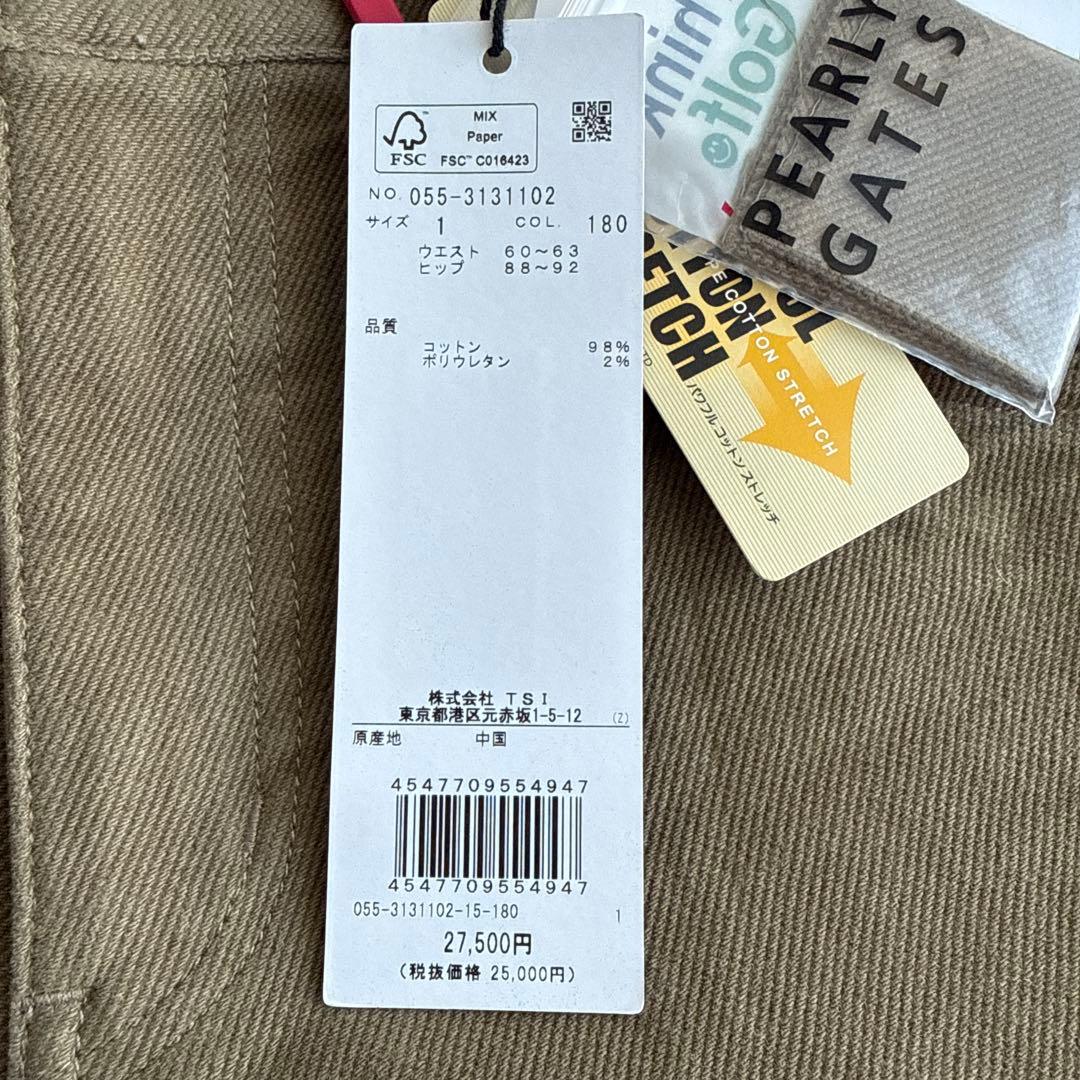 MIX
Paper
FSC
FSC™ C016423
NO. 055-3131102
サイズ 1 COL. 180
ウエスト 60～63
ヒップ 88～92
品質
コットン 98%
ポリウレタン 2%
株式会社 TSI
東京都港区元赤坂1-5-12 (Z)
原産地 中国
4547709554947
4547709554947
055-3131102-15-180 1
27,500円
(税抜価格 25,000円)
PEARLY
GATES
COTTON STRETCH
パワフル コットン ストレッチ